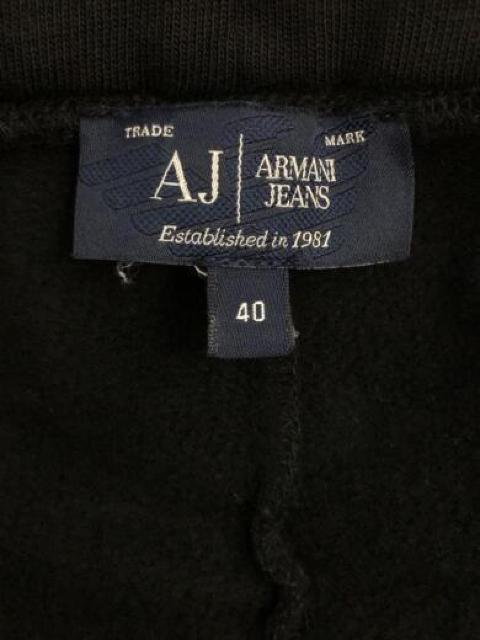 TRADE MARK
AJ ARMANI
JEANS
Established in 1981
40